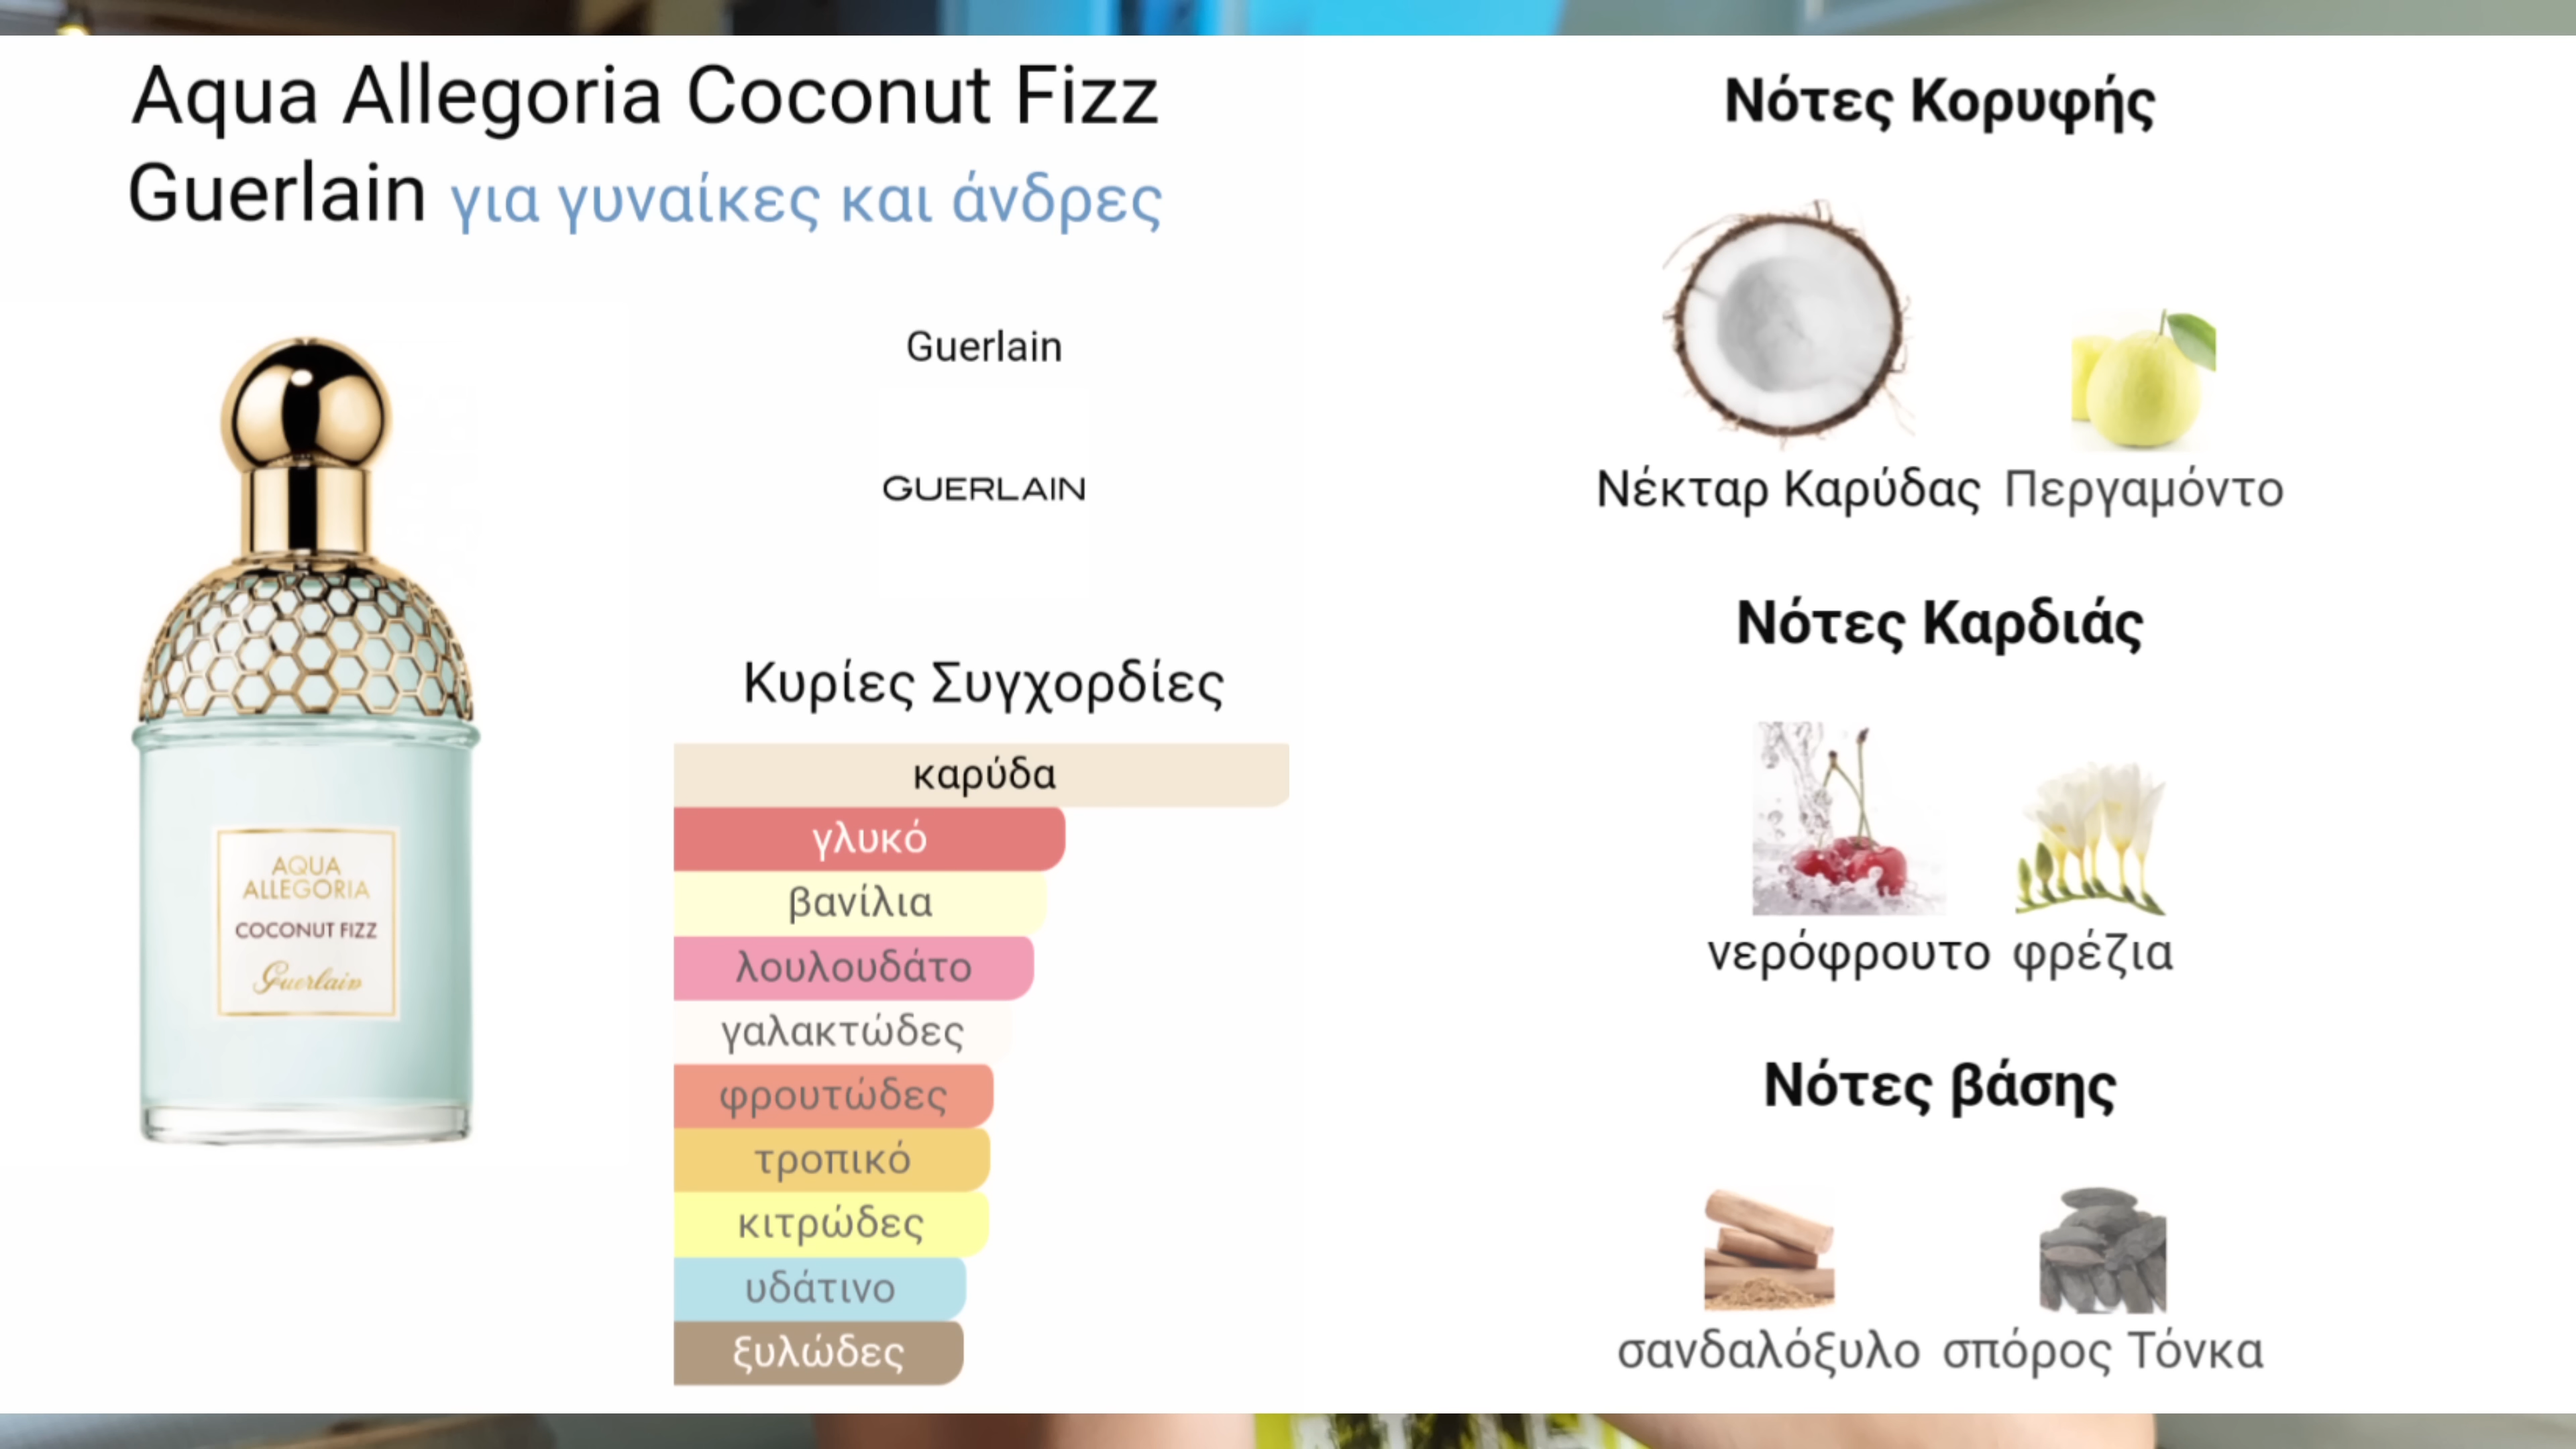 Aqua Allegoria Coconut Fizz
Guerlain για γυναίκες και άνδρες
Guerlain
GUERLAIN
AQUA
ALLEGORIA
COCONUT FIZZ
Guerlain
Κυρίες Συγχορδίες
καρύδα
γλυκό
βανίλια
λουλουδάτο
γαλακτώδες
φρουτώδες
τροπικό
κιτρώδες
υδάτινο
ξυλώδες
Νότες Κορυφής
Νέκταρ Καρύδας Περγαμόντο
Νότες Καρδιάς
νερόφρουτο φρέζια
Νότες βάσης
σανδαλόξυλο σπόρος Τόνκα